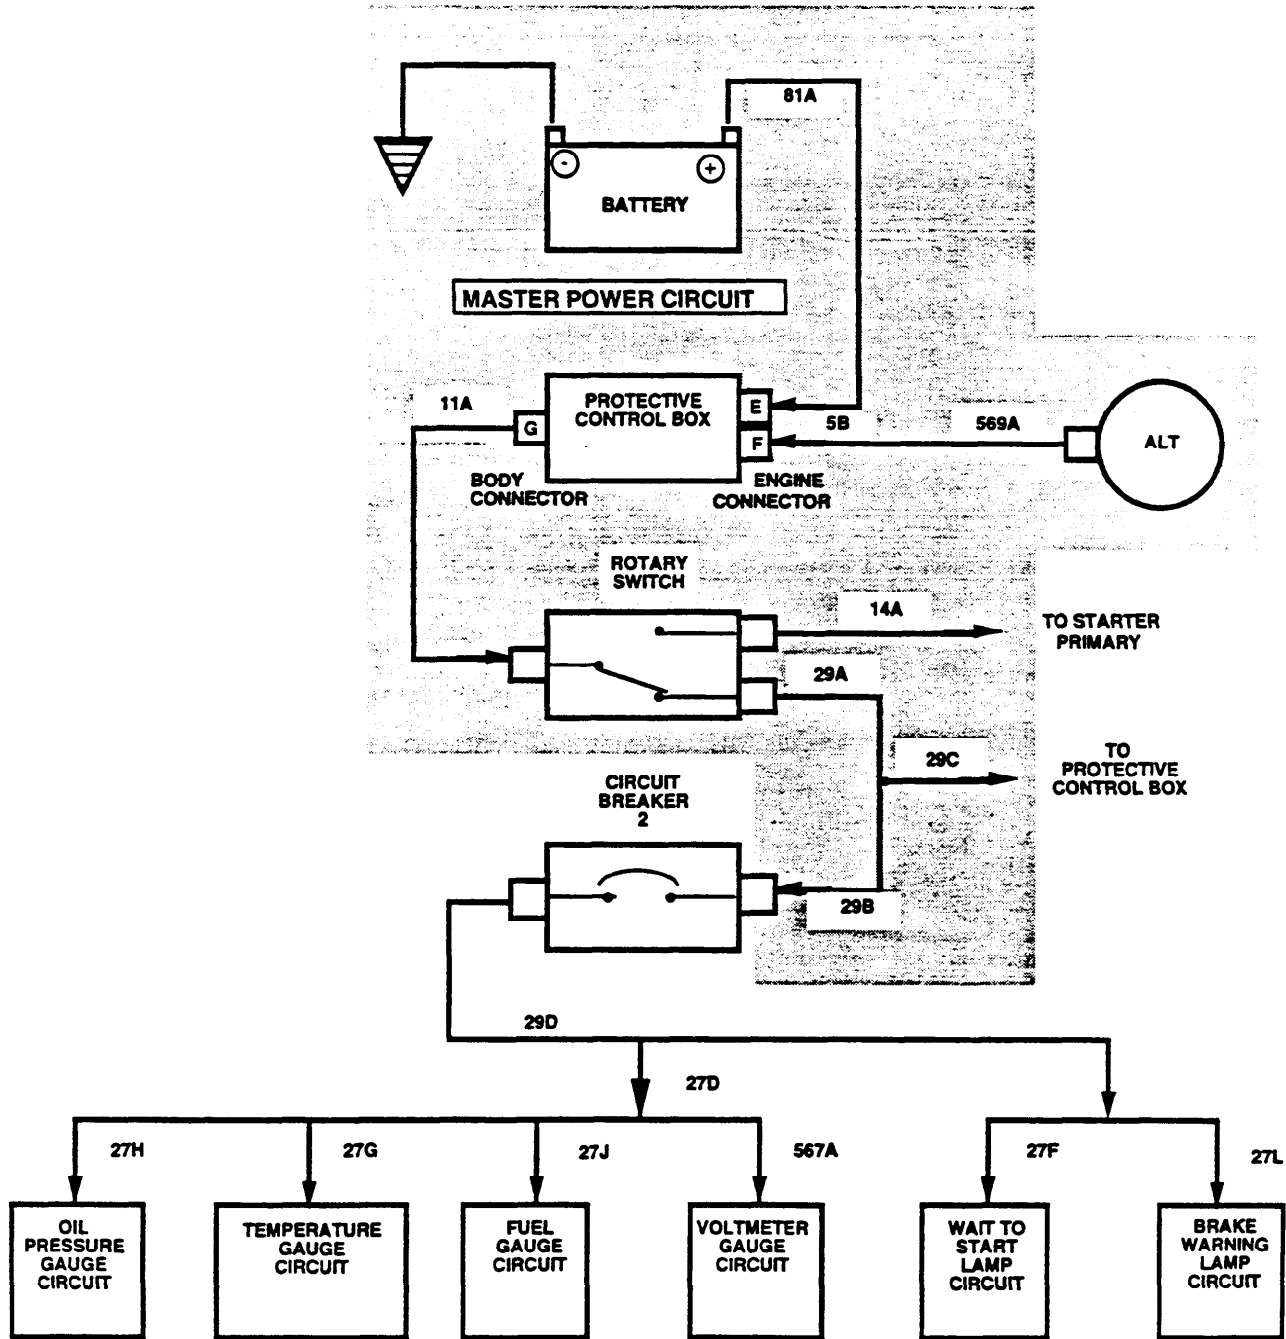 81A
-
+
BATTERY
MASTER POWER CIRCUIT
11A
PROTECTIVE
CONTROL BOX
E
G
F
5B
569A
ALT
BODY
CONNECTOR
ENGINE
CONNECTOR
ROTARY
SWITCH
14A
TO STARTER
PRIMARY
29A
29C
TO
PROTECTIVE
CONTROL BOX
CIRCUIT
BREAKER
2
29B
29D
27D
27H
27G
27J
567A
27F
27L
OIL
PRESSURE
GAUGE
CIRCUIT
TEMPERATURE
GAUGE
CIRCUIT
FUEL
GAUGE
CIRCUIT
VOLTMETER
GAUGE
CIRCUIT
WAIT TO
START
LAMP
CIRCUIT
BRAKE
WARNING
LAMP
CIRCUIT